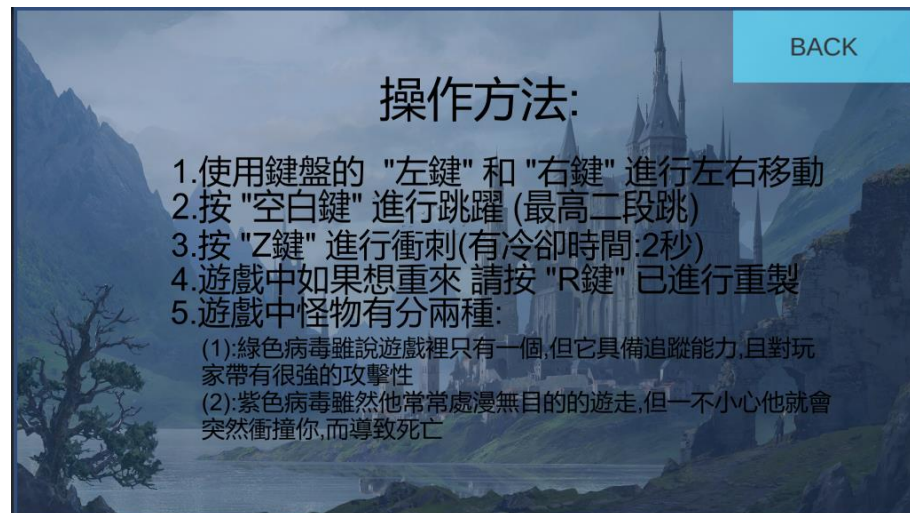 BACK
操作方法:
1.使用鍵盤的 "左鍵" 和 "右鍵" 進行左右移動
2.按 "空白鍵" 進行跳躍 (最高二段跳)
3.按 "Z鍵" 進行衝刺(有冷卻時間:2秒)
4.遊戲中如果想重來 請按 "R鍵" 已進行重製
5.遊戲中怪物有分兩種:
(1):綠色病毒雖說遊戲裡只有一個,但它具備追蹤能力,且對玩
家帶有很強的攻擊性
(2):紫色病毒雖然他常常處漫無目的的遊走,但一不小心他就會
突然衝撞你,而導致死亡